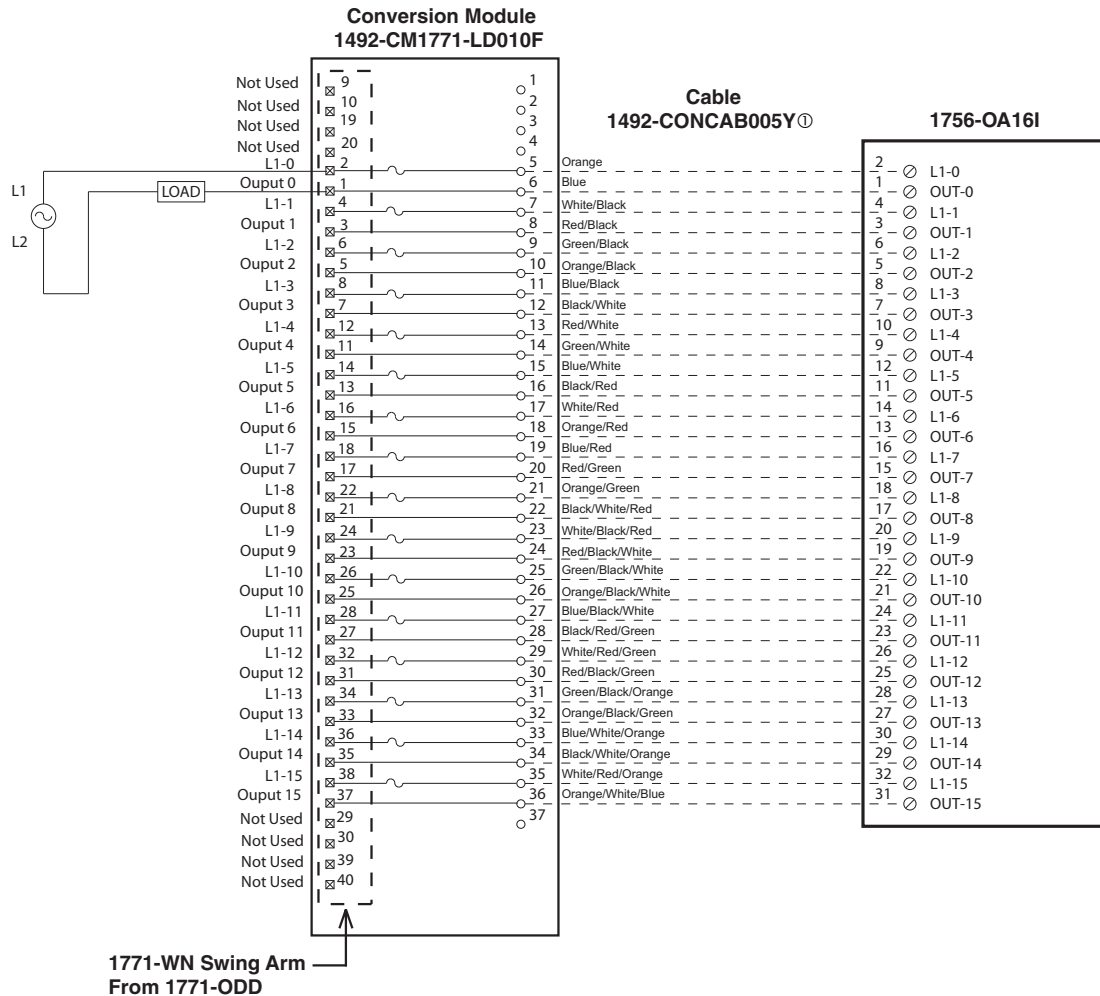 Conversion Module
1492-CM1771-LD010F
Cable
1492-CONCAB005Y①
1756-OA16I
Not Used 9 1
Not Used 10 2
Not Used 19 3
Not Used 20 4
L1-0 2 5 Orange 2 L1-0
Ouput 0 1 6 Blue 1 OUT-0
L1-1 4 7 White/Black 4 L1-1
Ouput 1 3 8 Red/Black 3 OUT-1
L1-2 6 9 Green/Black 6 L1-2
Ouput 2 5 10 Orange/Black 5 OUT-2
L1-3 8 11 Blue/Black 8 L1-3
Ouput 3 7 12 Black/White 7 OUT-3
L1-4 12 13 Red/White 10 L1-4
Ouput 4 11 14 Green/White 9 OUT-4
L1-5 14 15 Blue/White 12 L1-5
Ouput 5 13 16 Black/Red 11 OUT-5
L1-6 16 17 White/Red 14 L1-6
Ouput 6 15 18 Orange/Red 13 OUT-6
L1-7 18 19 Blue/Red 16 L1-7
Ouput 7 17 20 Red/Green 15 OUT-7
L1-8 22 21 Orange/Green 18 L1-8
Ouput 8 21 22 Black/White/Red 17 OUT-8
L1-9 24 23 White/Black/Red 20 L1-9
Ouput 9 23 24 Red/Black/White 19 OUT-9
L1-10 26 25 Green/Black/White 22 L1-10
Ouput 10 25 26 Orange/Black/White 21 OUT-10
L1-11 28 27 Blue/Black/White 24 L1-11
Ouput 11 27 28 Black/Red/Green 23 OUT-11
L1-12 32 29 White/Red/Green 26 L1-12
Ouput 12 31 30 Red/Black/Green 25 OUT-12
L1-13 34 31 Green/Black/Orange 28 L1-13
Ouput 13 33 32 Orange/Black/Green 27 OUT-13
L1-14 36 33 Blue/White/Orange 30 L1-14
Ouput 14 35 34 Black/White/Orange 29 OUT-14
L1-15 38 35 White/Red/Orange 32 L1-15
Ouput 15 37 36 Orange/White/Blue 31 OUT-15
Not Used 29 37
Not Used 30
Not Used 39
Not Used 40
L1
LOAD
L2
1771-WN Swing Arm
From 1771-ODD